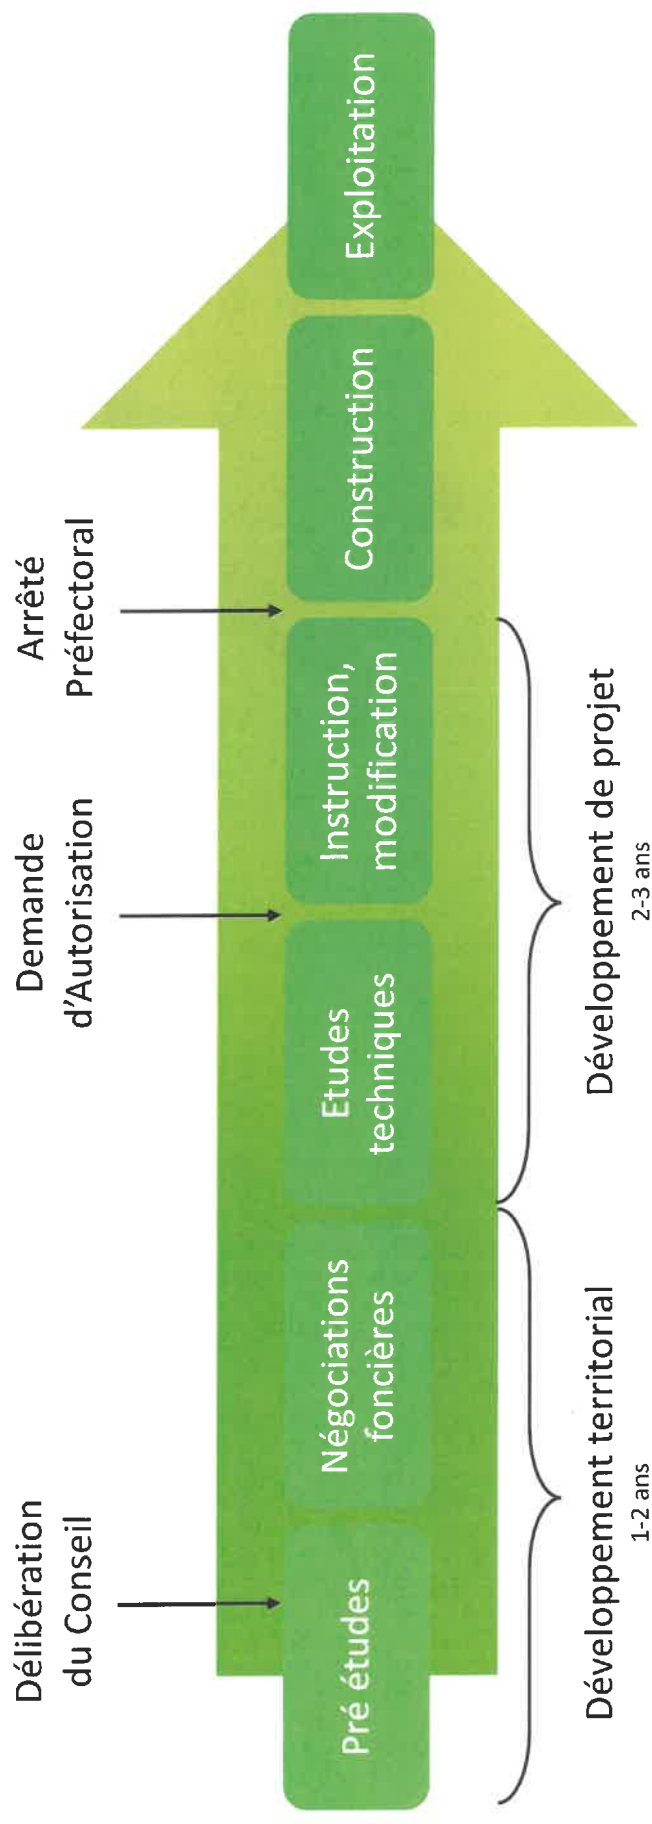 Délibération
du Conseil
Demande
d'Autorisation
Arrêté
Préfectoral
Pré études
Négociations
foncières
Etudes
techniques
Instruction,
modification
Construction
Exploitation
Développement territorial
1-2 ans
Développement de projet
2-3 ans